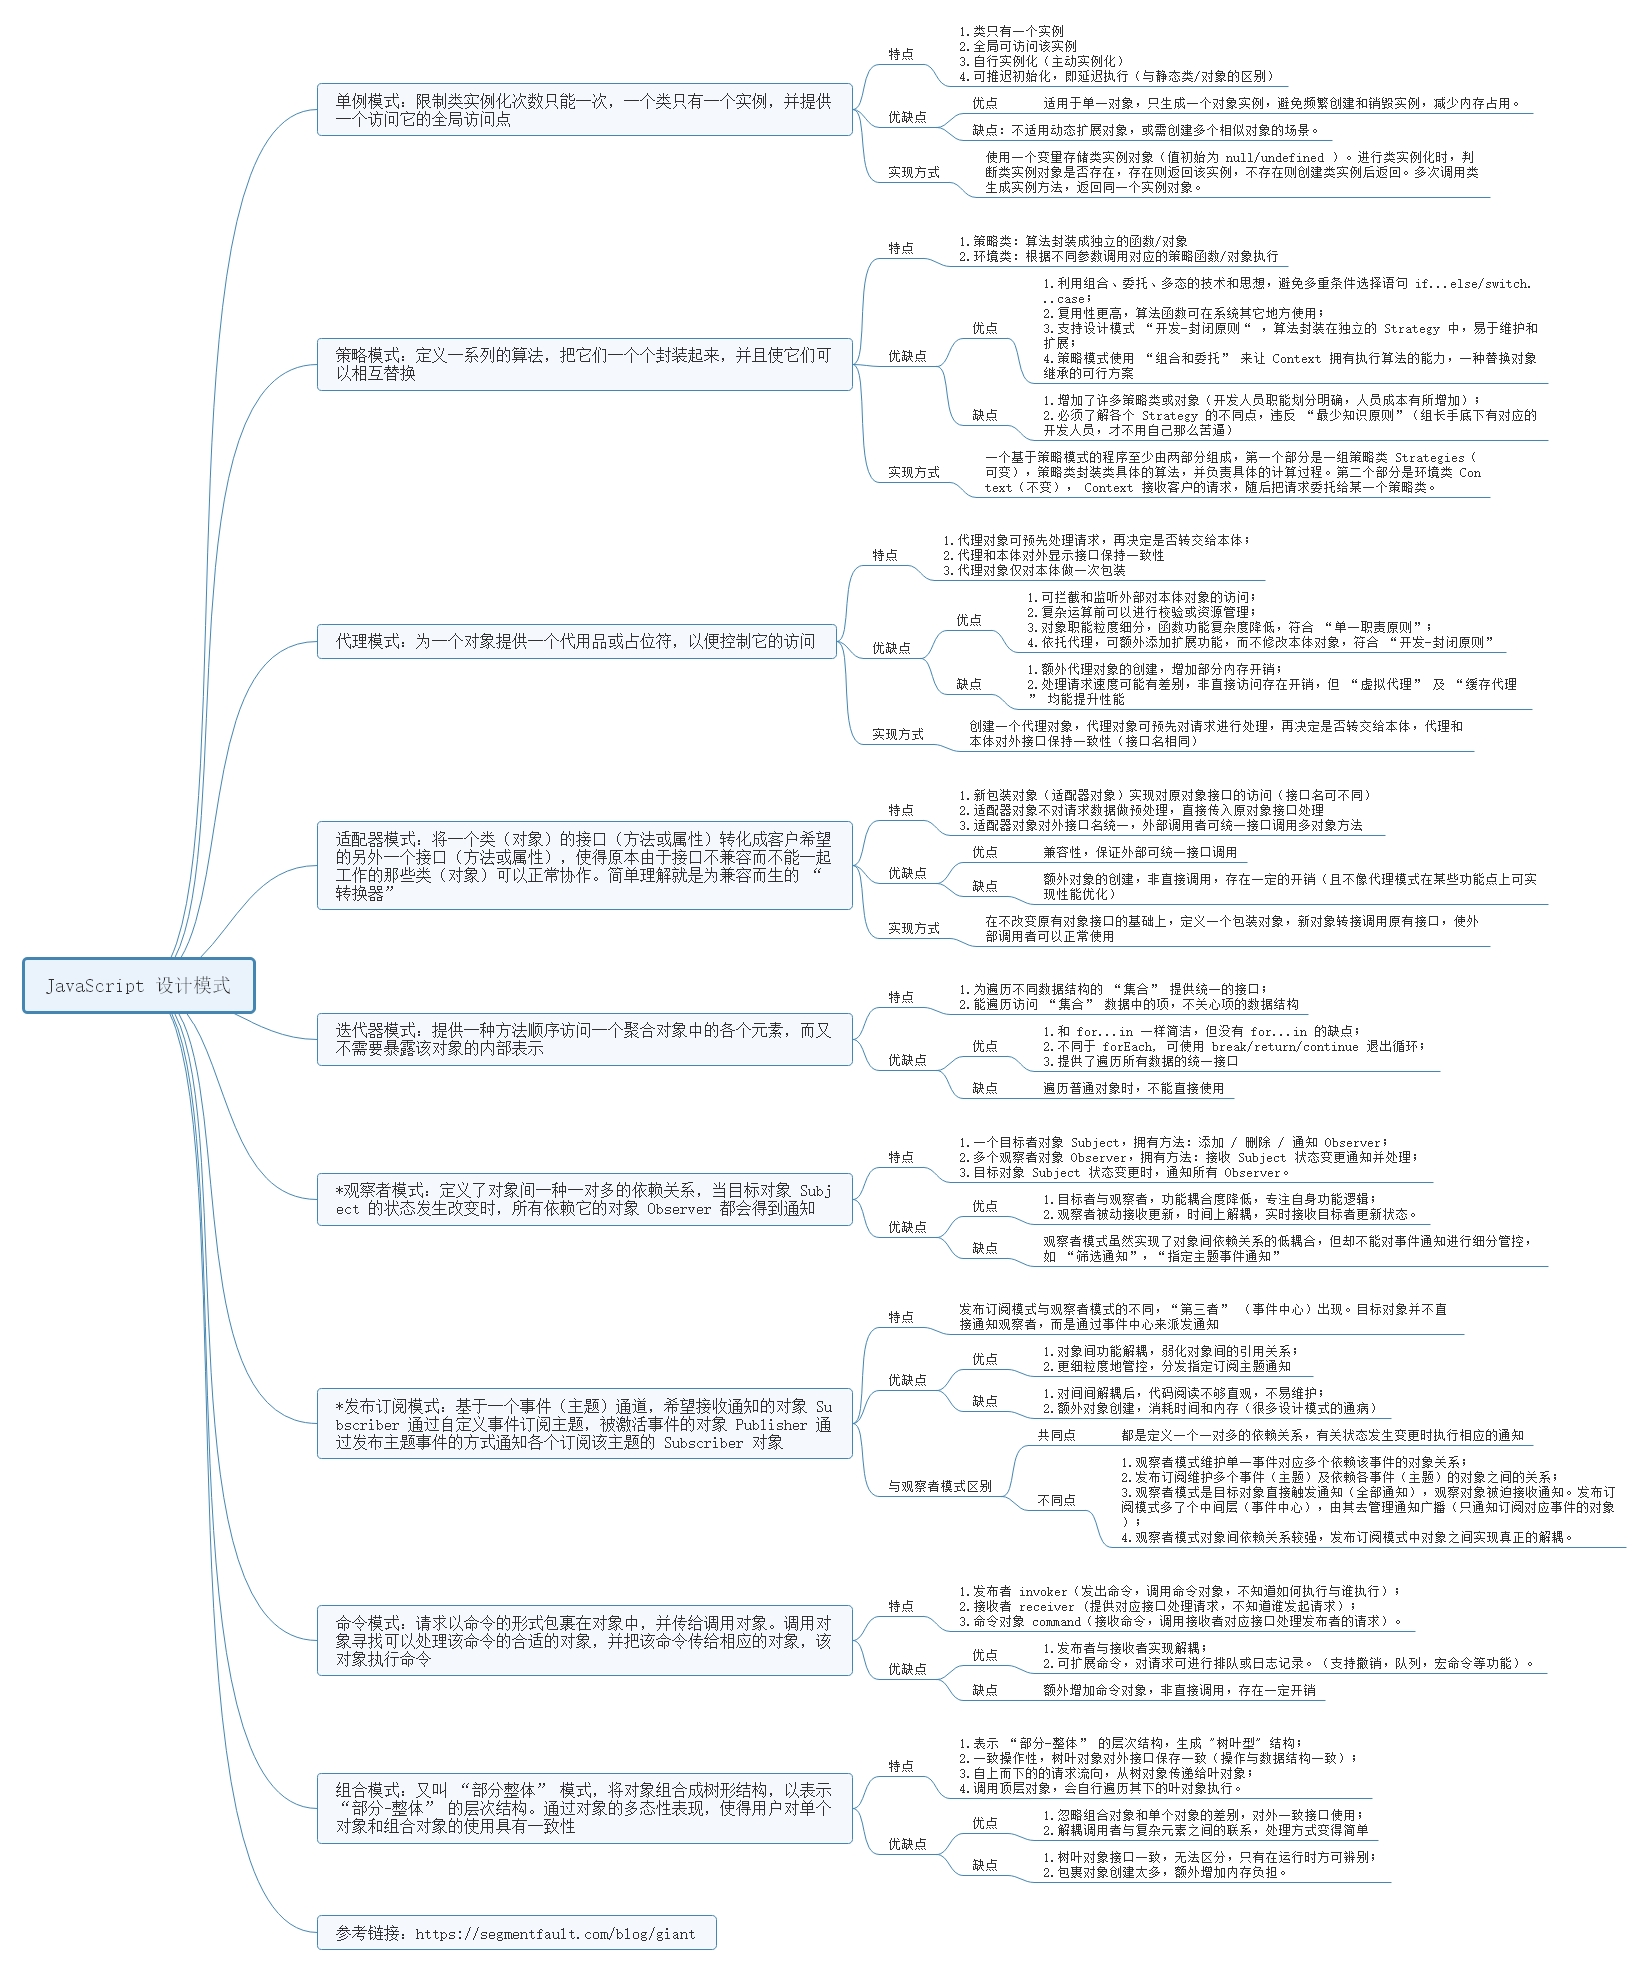 JavaScript 设计模式
单例模式：限制类实例化次数只能一次，一个类只有一个实例，并提供
一个访问它的全局访问点
特点
1.类只有一个实例
2.全局可访问该实例
3.自行实例化（主动实例化）
4.可推迟初始化，即延迟执行（与静态类/对象的区别）
优缺点
优点
适用于单一对象，只生成一个对象实例，避免频繁创建和销毁实例，减少内存占用。
缺点：不适用动态扩展对象，或需创建多个相似对象的场景。
实现方式
使用一个变量存储类实例对象（值初始为 null/undefined ）。进行类实例化时，判
断类实例对象是否存在，存在则返回该实例，不存在则创建类实例后返回。多次调用类
生成实例方法，返回同一个实例对象。
策略模式：定义一系列的算法，把它们一个个封装起来，并且使它们可
以相互替换
特点
1.策略类：算法封装成独立的函数/对象
2.环境类：根据不同参数调用对应的策略函数/对象执行
优缺点
优点
1.利用组合、委托、多态的技术和思想，避免多重条件选择语句 if...else/switch.
..case；
2.复用性更高，算法函数可在系统其它地方使用；
3.支持设计模式 “开发-封闭原则“ ，算法封装在独立的 Strategy 中，易于维护和
扩展；
4.策略模式使用 “组合和委托” 来让 Context 拥有执行算法的能力，一种替换对象
继承的可行方案
缺点
1.增加了许多策略类或对象（开发人员职能划分明确，人员成本有所增加）；
2.必须了解各个 Strategy 的不同点，违反 “最少知识原则”（组长手底下有对应的
开发人员，才不用自己那么苦逼）
实现方式
一个基于策略模式的程序至少由两部分组成，第一个部分是一组策略类 Strategies（
可变），策略类封装类具体的算法，并负责具体的计算过程。第二个部分是环境类 Con
text（不变）， Context 接收客户的请求，随后把请求委托给某一个策略类。
代理模式：为一个对象提供一个代用品或占位符，以便控制它的访问
特点
1.代理对象可预先处理请求，再决定是否转交给本体；
2.代理和本体对外显示接口保持一致性
3.代理对象仅对本体做一次包装
优缺点
优点
1.可拦截和监听外部对本体对象的访问；
2.复杂运算前可以进行校验或资源管理；
3.对象职能粒度细分，函数功能复杂度降低，符合 “单一职责原则”；
4.依托代理，可额外添加扩展功能，而不修改本体对象，符合 “开发-封闭原则”
缺点
1.额外代理对象的创建，增加部分内存开销；
2.处理请求速度可能有差别，非直接访问存在开销，但 “虚拟代理” 及 “缓存代理
” 均能提升性能
实现方式
创建一个代理对象，代理对象可预先对请求进行处理，再决定是否转交给本体，代理和
本体对外接口保持一致性（接口名相同）
适配器模式：将一个类（对象）的接口（方法或属性）转化成客户希望
的另外一个接口（方法或属性），使得原本由于接口不兼容而不能一起
工作的那些类（对象）可以正常协作。简单理解就是为兼容而生的 “
转换器”
特点
1.新包装对象（适配器对象）实现对原对象接口的访问（接口名可不同）
2.适配器对象不对请求数据做预处理，直接传入原对象接口处理
3.适配器对象对外接口名统一，外部调用者可统一接口调用多对象方法
优缺点
优点
兼容性，保证外部可统一接口调用
缺点
额外对象的创建，非直接调用，存在一定的开销（且不像代理模式在某些功能点上可实
现性能优化）
实现方式
在不改变原有对象接口的基础上，定义一个包装对象，新对象转接调用原有接口，使外
部调用者可以正常使用
迭代器模式：提供一种方法顺序访问一个聚合对象中的各个元素，而又
不需要暴露该对象的内部表示
特点
1.为遍历不同数据结构的 “集合” 提供统一的接口；
2.能遍历访问 “集合” 数据中的项，不关心项的数据结构
优缺点
优点
1.和 for...in 一样简洁，但没有 for...in 的缺点；
2.不同于 forEach, 可使用 break/return/continue 退出循环；
3.提供了遍历所有数据的统一接口
缺点
遍历普通对象时，不能直接使用
*观察者模式：定义了对象间一种一对多的依赖关系，当目标对象 Subj
ect 的状态发生改变时，所有依赖它的对象 Observer 都会得到通知
特点
1.一个目标者对象 Subject，拥有方法：添加 / 删除 / 通知 Observer；
2.多个观察者对象 Observer，拥有方法：接收 Subject 状态变更通知并处理；
3.目标对象 Subject 状态变更时，通知所有 Observer。
优缺点
优点
1.目标者与观察者，功能耦合度降低，专注自身功能逻辑；
2.观察者被动接收更新，时间上解耦，实时接收目标者更新状态。
缺点
观察者模式虽然实现了对象间依赖关系的低耦合，但却不能对事件通知进行细分管控，
如 “筛选通知”，“指定主题事件通知”
*发布订阅模式：基于一个事件（主题）通道，希望接收通知的对象 Su
bscriber 通过自定义事件订阅主题，被激活事件的对象 Publisher 通
过发布主题事件的方式通知各个订阅该主题的 Subscriber 对象
特点
发布订阅模式与观察者模式的不同，“第三者” （事件中心）出现。目标对象并不直
接通知观察者，而是通过事件中心来派发通知
优缺点
优点
1.对象间功能解耦，弱化对象间的引用关系；
2.更细粒度地管控，分发指定订阅主题通知
缺点
1.对间间解耦后，代码阅读不够直观，不易维护；
2.额外对象创建，消耗时间和内存（很多设计模式的通病）
与观察者模式区别
共同点
都是定义一个一对多的依赖关系，有关状态发生变更时执行相应的通知
不同点
1.观察者模式维护单一事件对应多个依赖该事件的对象关系；
2.发布订阅维护多个事件（主题）及依赖各事件（主题）的对象之间的关系；
3.观察者模式是目标对象直接触发通知（全部通知），观察对象被迫接收通知。发布订
阅模式多了个中间层（事件中心），由其去管理通知广播（只通知订阅对应事件的对象
）；
4.观察者模式对象间依赖关系较强，发布订阅模式中对象之间实现真正的解耦。
命令模式：请求以命令的形式包裹在对象中，并传给调用对象。调用对
象寻找可以处理该命令的合适的对象，并把该命令传给相应的对象，该
对象执行命令
特点
1.发布者 invoker（发出命令，调用命令对象，不知道如何执行与谁执行）；
2.接收者 receiver (提供对应接口处理请求，不知道谁发起请求）；
3.命令对象 command（接收命令，调用接收者对应接口处理发布者的请求）。
优缺点
优点
1.发布者与接收者实现解耦；
2.可扩展命令，对请求可进行排队或日志记录。（支持撤销，队列，宏命令等功能）。
缺点
额外增加命令对象，非直接调用，存在一定开销
组合模式：又叫 “部分整体” 模式，将对象组合成树形结构，以表示
“部分-整体” 的层次结构。通过对象的多态性表现，使得用户对单个
对象和组合对象的使用具有一致性
特点
1.表示 “部分-整体” 的层次结构，生成 "树叶型" 结构；
2.一致操作性，树叶对象对外接口保存一致（操作与数据结构一致）；
3.自上而下的的请求流向，从树对象传递给叶对象；
4.调用顶层对象，会自行遍历其下的叶对象执行。
优缺点
优点
1.忽略组合对象和单个对象的差别，对外一致接口使用；
2.解耦调用者与复杂元素之间的联系，处理方式变得简单
缺点
1.树叶对象接口一致，无法区分，只有在运行时方可辨别；
2.包裹对象创建太多，额外增加内存负担。
参考链接：https://segmentfault.com/blog/giant